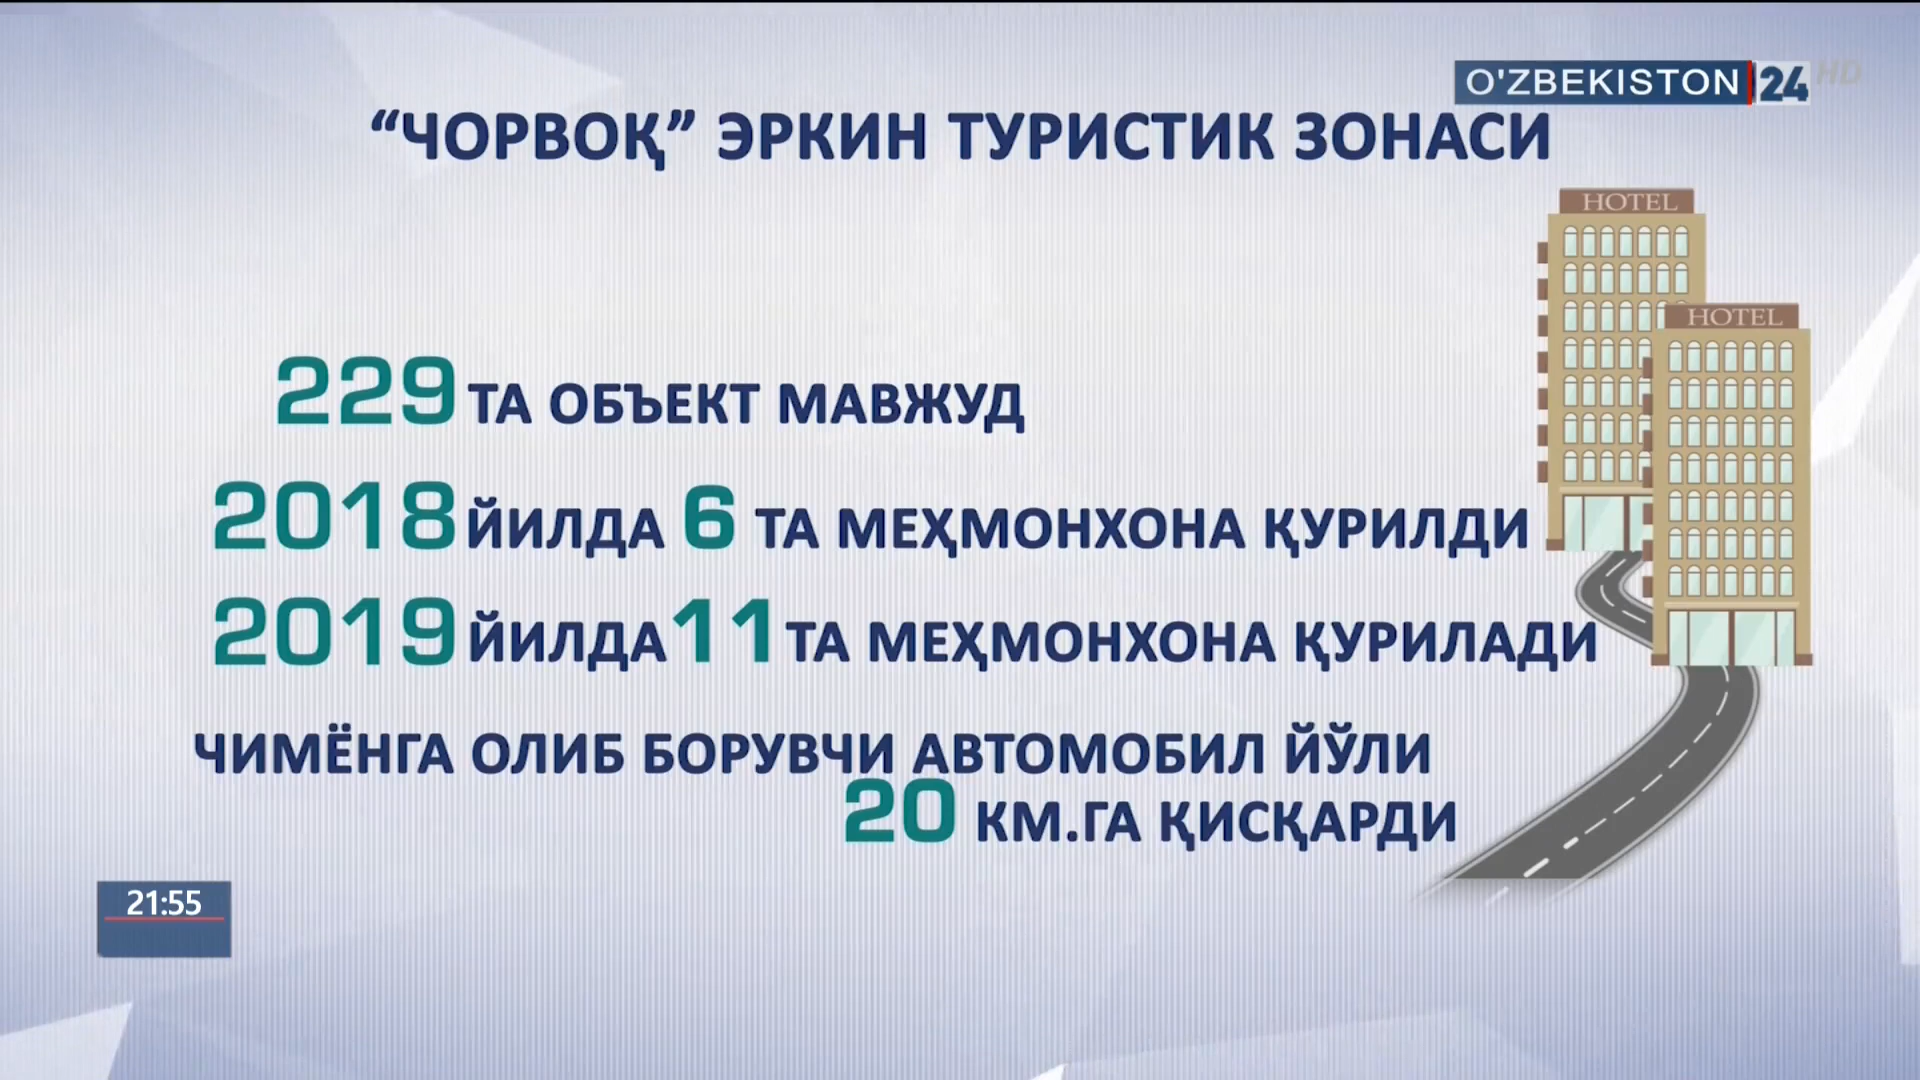 O'ZBEKISTON 24 HD
“ЧОРВОҚ” ЭРКИН ТУРИСТИК ЗОНАСИ
HOTEL
HOTEL
229 ТА ОБЪЕКТ МАВЖУД
2018 ЙИЛДА 6 ТА МЕҲМОНХОНА ҚУРИЛДИ
2019 ЙИЛДА 11 ТА МЕҲМОНХОНА ҚУРИЛАДИ
ЧИМЁНГА ОЛИБ БОРУВЧИ АВТОМОБИЛ ЙЎЛИ
20 КМ.ГА ҚИСҚАРДИ
21:55